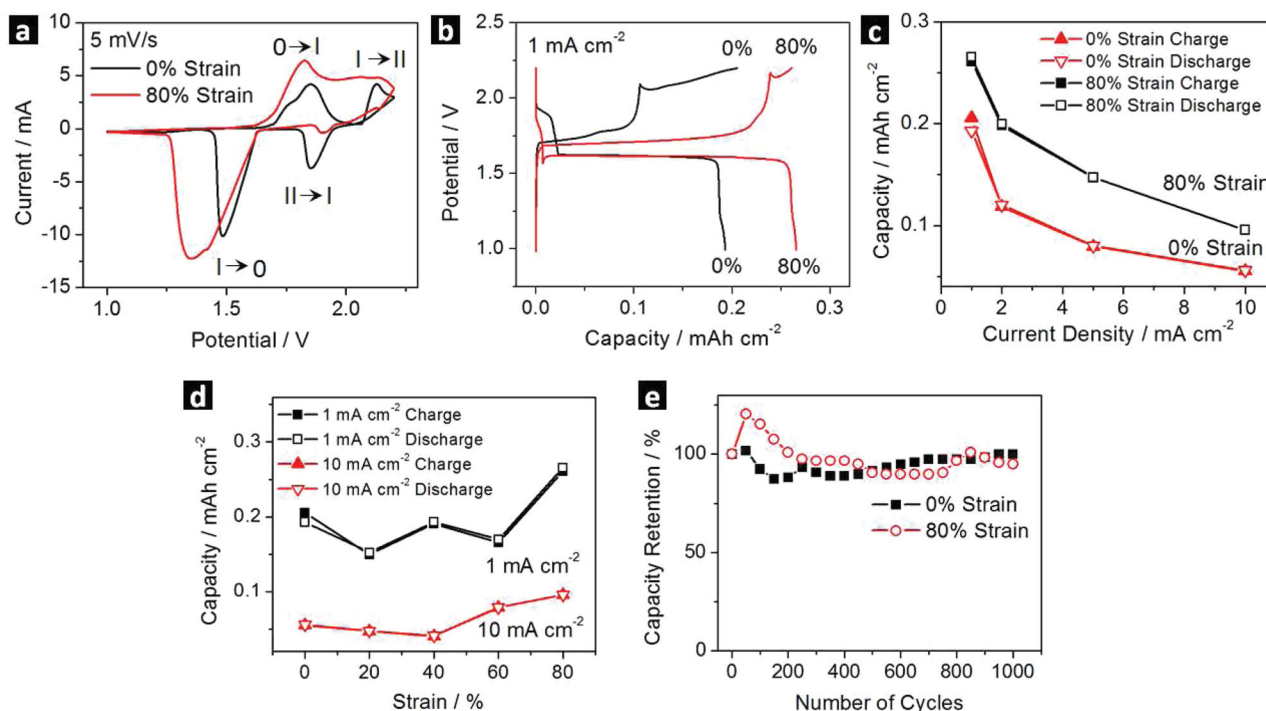 a
5 mV/s
0% Strain
80% Strain
0→I
I→II
II→I
I→0
10
5
0
-5
-10
-15
1.0
1.5
2.0
Current / mA
Potential / V
b
1 mA cm⁻²
0%
80%
0%
80%
2.5
2.0
1.5
1.0
0.0
0.1
0.2
0.3
Potential / V
Capacity / mAh cm⁻²
c
0% Strain Charge
0% Strain Discharge
80% Strain Charge
80% Strain Discharge
80% Strain
0% Strain
0.3
0.2
0.1
0
2
4
6
8
10
Capacity / mAh cm⁻²
Current Density / mA cm⁻²
d
1 mA cm⁻² Charge
1 mA cm⁻² Discharge
10 mA cm⁻² Charge
10 mA cm⁻² Discharge
1 mA cm⁻²
10 mA cm⁻²
0.3
0.2
0.1
0
20
40
60
80
Capacity / mAh cm⁻²
Strain / %
e
0% Strain
80% Strain
100
50
0
0
200
400
600
800
1000
Capacity Retention / %
Number of Cycles